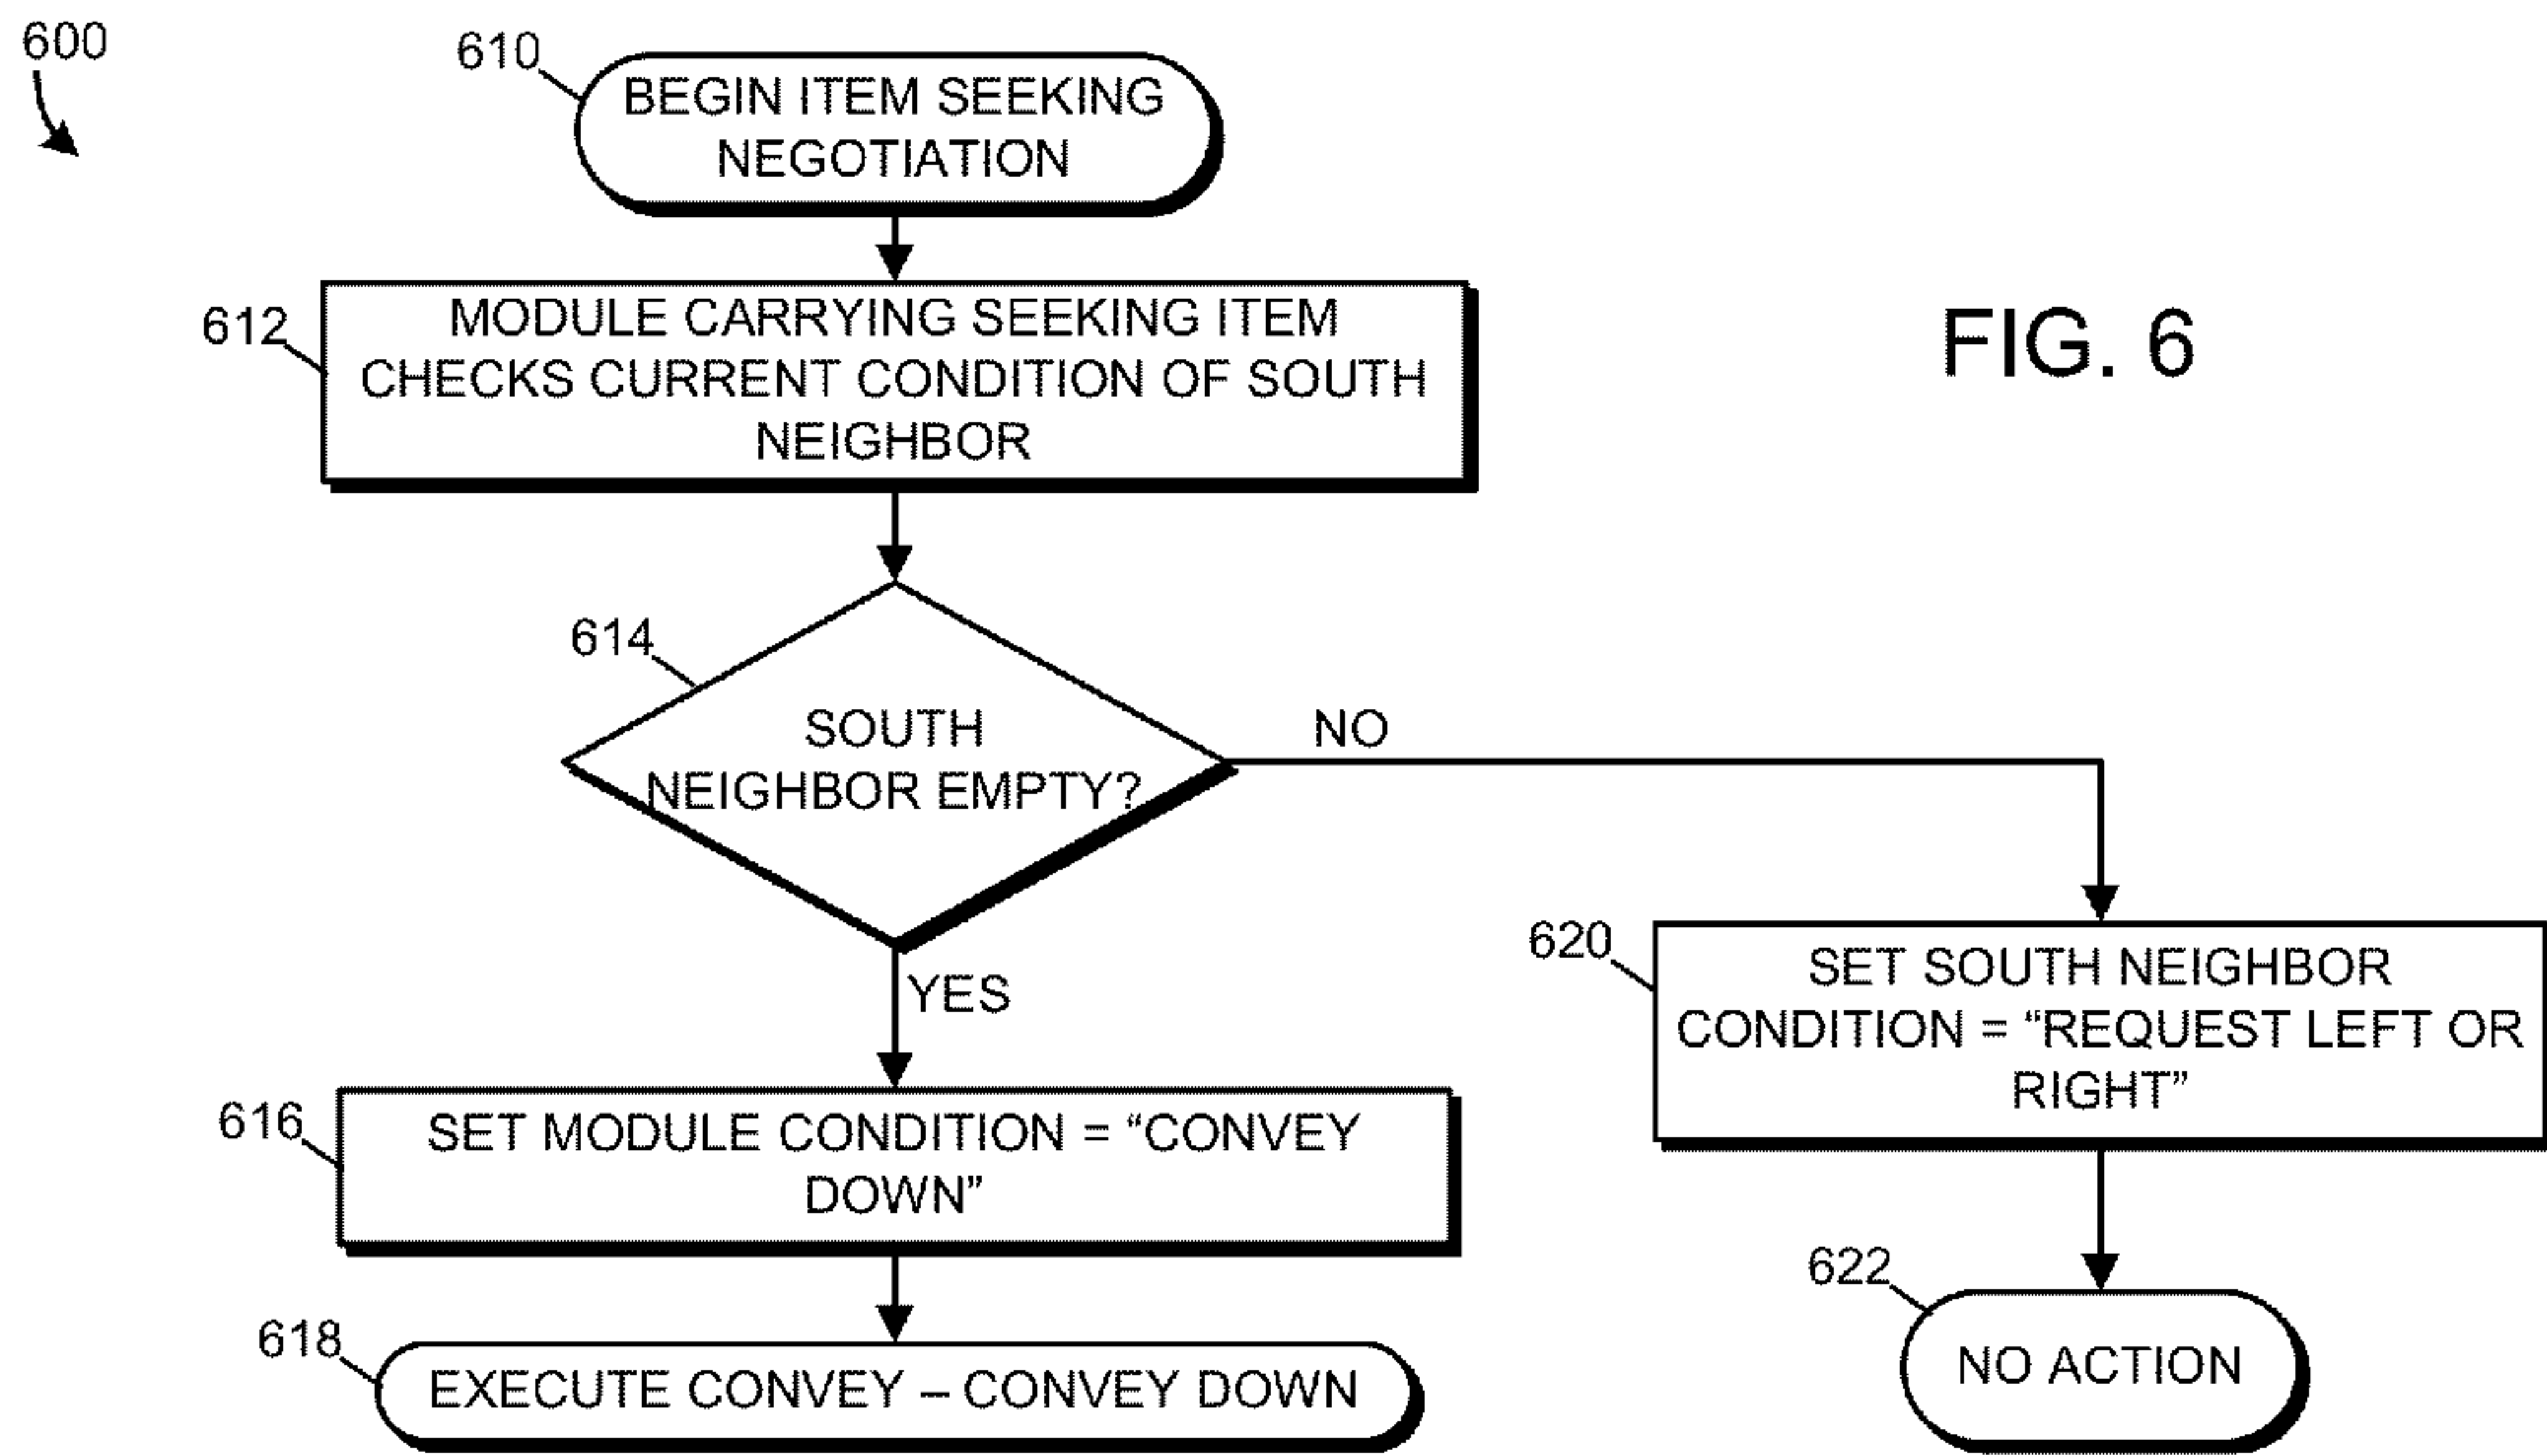 600
610
BEGIN ITEM SEEKING
NEGOTIATION
612
MODULE CARRYING SEEKING ITEM
CHECKS CURRENT CONDITION OF SOUTH
NEIGHBOR
FIG. 6
614
SOUTH
NEIGHBOR EMPTY?
NO
YES
616
SET MODULE CONDITION = “CONVEY
DOWN”
618
EXECUTE CONVEY – CONVEY DOWN
620
SET SOUTH NEIGHBOR
CONDITION = “REQUEST LEFT OR
RIGHT”
622
NO ACTION